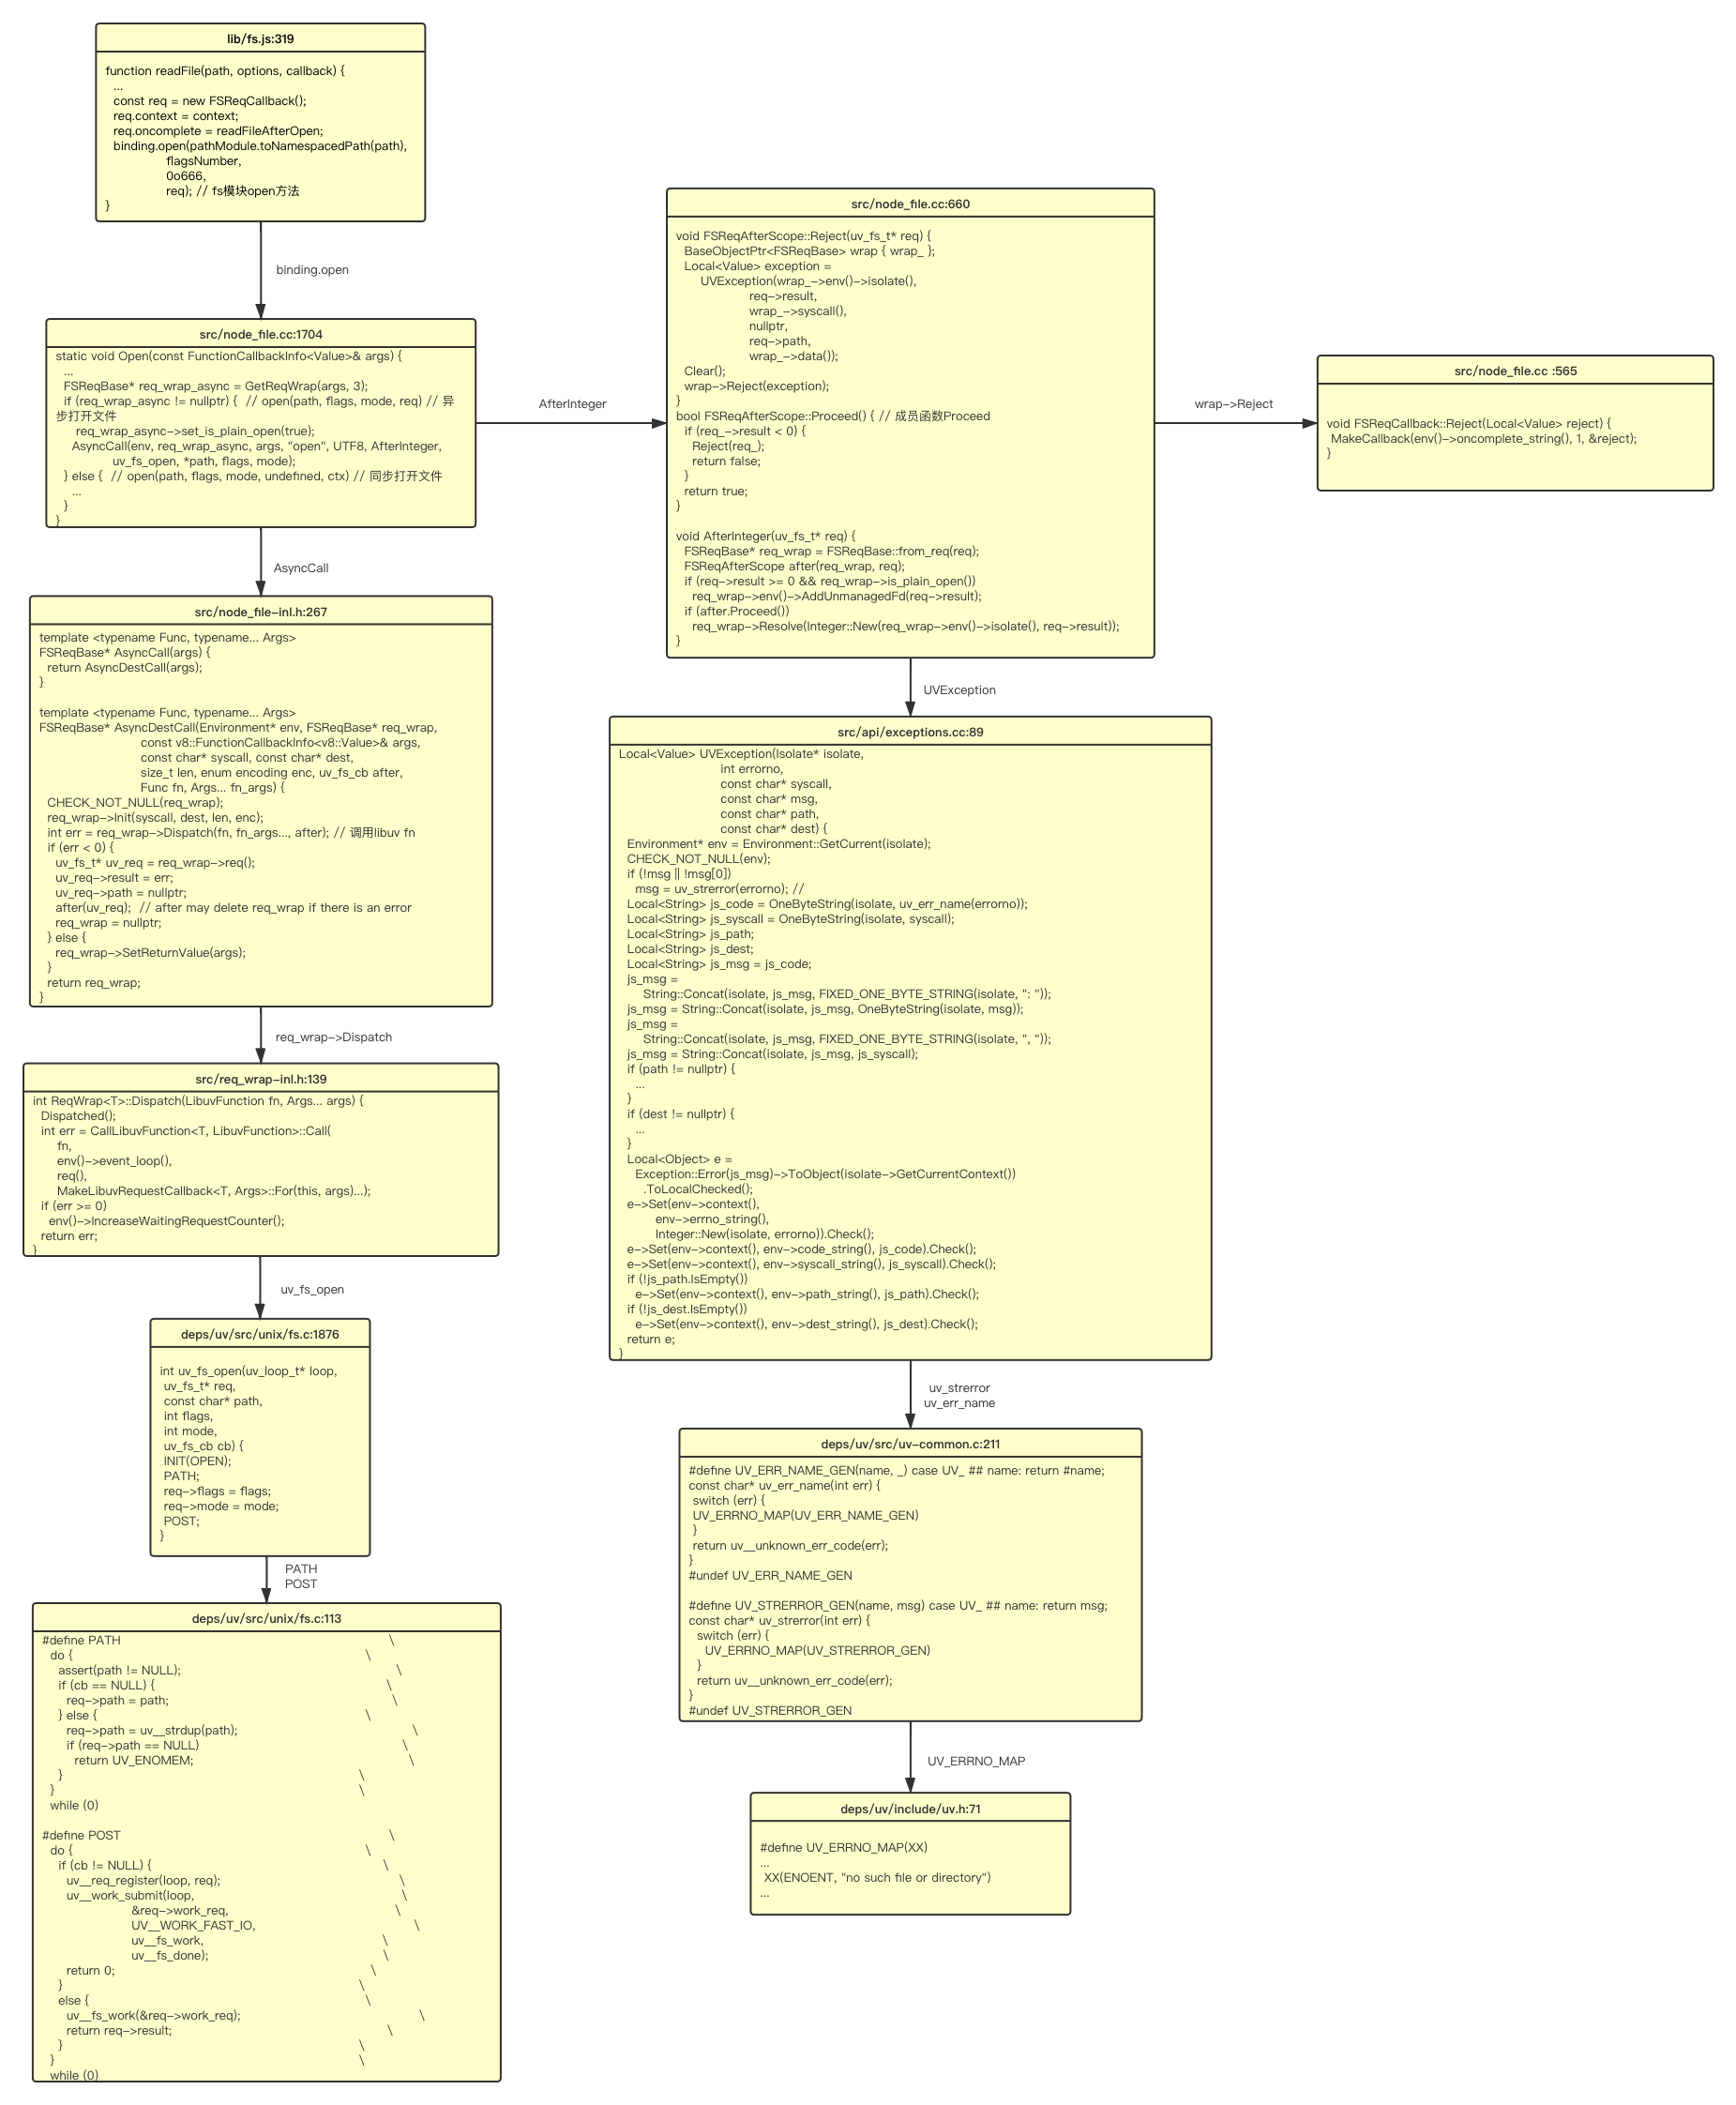 lib/fs.js:319
function readFile(path, options, callback) {
...
const req = new FSReqCallback();
req.context = context;
req.oncomplete = readFileAfterOpen;
binding.open(pathModule.toNamespacedPath(path),
flagsNumber,
0o666,
req); // fs模块open方法
}
binding.open
src/node_file.cc:1704
static void Open(const FunctionCallbackInfo<Value>& args) {
...
FSReqBase* req_wrap_async = GetReqWrap(args, 3);
if (req_wrap_async != nullptr) {  // open(path, flags, mode, req) // 异
步打开文件
req_wrap_async->set_is_plain_open(true);
AsyncCall(env, req_wrap_async, args, "open", UTF8, AfterInteger,
uv_fs_open, *path, flags, mode);
} else {  // open(path, flags, mode, undefined, ctx) // 同步打开文件
...
}
}
AsyncCall
src/node_file-inl.h:267
template <typename Func, typename... Args>
FSReqBase* AsyncCall(args) {
return AsyncDestCall(args);
}

template <typename Func, typename... Args>
FSReqBase* AsyncDestCall(Environment* env, FSReqBase* req_wrap,
const v8::FunctionCallbackInfo<v8::Value>& args,
const char* syscall, const char* dest,
size_t len, enum encoding enc, uv_fs_cb after,
Func fn, Args... fn_args) {
CHECK_NOT_NULL(req_wrap);
req_wrap->Init(syscall, dest, len, enc);
int err = req_wrap->Dispatch(fn, fn_args..., after); // 调用libuv fn
if (err < 0) {
uv_fs_t* uv_req = req_wrap->req();
uv_req->result = err;
uv_req->path = nullptr;
after(uv_req);  // after may delete req_wrap if there is an error
req_wrap = nullptr;
} else {
req_wrap->SetReturnValue(args);
}
return req_wrap;
}
req_wrap->Dispatch
src/req_wrap-inl.h:139
int ReqWrap<T>::Dispatch(LibuvFunction fn, Args... args) {
Dispatched();
int err = CallLibuvFunction<T, LibuvFunction>::Call(
fn,
env()->event_loop(),
req(),
MakeLibuvRequestCallback<T, Args>::For(this, args)...);
if (err >= 0)
env()->IncreaseWaitingRequestCounter();
return err;
}
uv_fs_open
deps/uv/src/unix/fs.c:1876
int uv_fs_open(uv_loop_t* loop,
uv_fs_t* req,
const char* path,
int flags,
int mode,
uv_fs_cb cb) {
INIT(OPEN);
PATH;
req->flags = flags;
req->mode = mode;
POST;
}
PATH
POST
deps/uv/src/unix/fs.c:113
#define PATH \
do { \
assert(path != NULL); \
if (cb == NULL) { \
req->path = path; \
} else { \
req->path = uv__strdup(path); \
if (req->path == NULL) \
return UV_ENOMEM; \
} \
} \
while (0)

#define POST \
do { \
if (cb != NULL) { \
uv__req_register(loop, req); \
uv__work_submit(loop, \
&req->work_req, \
UV__WORK_FAST_IO, \
uv__fs_work, \
uv__fs_done); \
return 0; \
} \
else { \
uv__fs_work(&req->work_req); \
return req->result; \
} \
} \
while (0)
AfterInteger
src/node_file.cc:660
void FSReqAfterScope::Reject(uv_fs_t* req) {
BaseObjectPtr<FSReqBase> wrap { wrap_ };
Local<Value> exception =
UVException(wrap_->env()->isolate(),
req->result,
wrap_->syscall(),
nullptr,
req->path,
wrap_->data());
Clear();
wrap->Reject(exception);
}
bool FSReqAfterScope::Proceed() { // 成员函数Proceed
if (req_->result < 0) {
Reject(req_);
return false;
}
return true;
}

void AfterInteger(uv_fs_t* req) {
FSReqBase* req_wrap = FSReqBase::from_req(req);
FSReqAfterScope after(req_wrap, req);
if (req->result >= 0 && req_wrap->is_plain_open())
req_wrap->env()->AddUnmanagedFd(req->result);
if (after.Proceed())
req_wrap->Resolve(Integer::New(req_wrap->env()->isolate(), req->result));
}
wrap->Reject
src/node_file.cc :565
void FSReqCallback::Reject(Local<Value> reject) {
MakeCallback(env()->oncomplete_string(), 1, &reject);
}
UVException
src/api/exceptions.cc:89
Local<Value> UVException(Isolate* isolate,
int errorno,
const char* syscall,
const char* msg,
const char* path,
const char* dest) {
Environment* env = Environment::GetCurrent(isolate);
CHECK_NOT_NULL(env);
if (!msg || !msg[0])
msg = uv_strerror(errorno); //
Local<String> js_code = OneByteString(isolate, uv_err_name(errorno));
Local<String> js_syscall = OneByteString(isolate, syscall);
Local<String> js_path;
Local<String> js_dest;
Local<String> js_msg = js_code;
js_msg =
String::Concat(isolate, js_msg, FIXED_ONE_BYTE_STRING(isolate, ": "));
js_msg = String::Concat(isolate, js_msg, OneByteString(isolate, msg));
js_msg =
String::Concat(isolate, js_msg, FIXED_ONE_BYTE_STRING(isolate, ", "));
js_msg = String::Concat(isolate, js_msg, js_syscall);
if (path != nullptr) {
...
}
if (dest != nullptr) {
...
}
Local<Object> e =
Exception::Error(js_msg)->ToObject(isolate->GetCurrentContext())
.ToLocalChecked();
e->Set(env->context(),
env->errno_string(),
Integer::New(isolate, errorno)).Check();
e->Set(env->context(), env->code_string(), js_code).Check();
e->Set(env->context(), env->syscall_string(), js_syscall).Check();
if (!js_path.IsEmpty())
e->Set(env->context(), env->path_string(), js_path).Check();
if (!js_dest.IsEmpty())
e->Set(env->context(), env->dest_string(), js_dest).Check();
return e;
}
uv_strerror
uv_err_name
deps/uv/src/uv-common.c:211
#define UV_ERR_NAME_GEN(name, _) case UV_ ## name: return #name;
const char* uv_err_name(int err) {
switch (err) {
UV_ERRNO_MAP(UV_ERR_NAME_GEN)
}
return uv__unknown_err_code(err);
}
#undef UV_ERR_NAME_GEN

#define UV_STRERROR_GEN(name, msg) case UV_ ## name: return msg;
const char* uv_strerror(int err) {
switch (err) {
UV_ERRNO_MAP(UV_STRERROR_GEN)
}
return uv__unknown_err_code(err);
}
#undef UV_STRERROR_GEN
UV_ERRNO_MAP
deps/uv/include/uv.h:71
#define UV_ERRNO_MAP(XX)
...
XX(ENOENT, "no such file or directory")
...